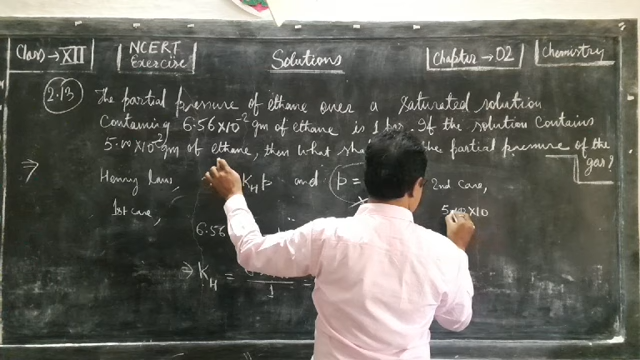 Class → XII
NCERT
Exercise
Solutions
Chapter → 02
Chemistry
2.13
The partial pressure of ethane over a saturated solution
containing 6.56×10⁻² gm of ethane is 1 bar. If the solution contains
5.00×10⁻² gm of ethane, then what the partial pressure of the
gas?
⇒ Henry law, K_H p and p =
2nd case,
1st case,
5.00×10
6.56
⇒ K_H =
1
=